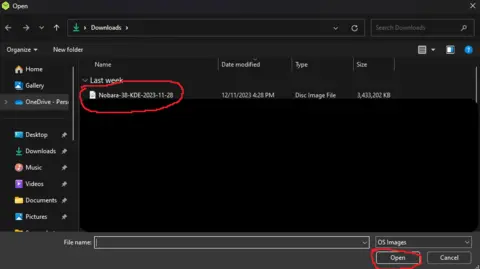 Open
Downloads
Search Downloads
Organize
New folder
Name
Date modified
Type
Size
Home
Last week
Gallery
Nobara-38-KDE-2023-11-28
12/11/2023 4:28 PM
Disc Image File
3,433,202 KB
OneDrive - Pers
Desktop
Downloads
Music
Videos
Documents
Pictures
File name:
OS Images
Open
Cancel